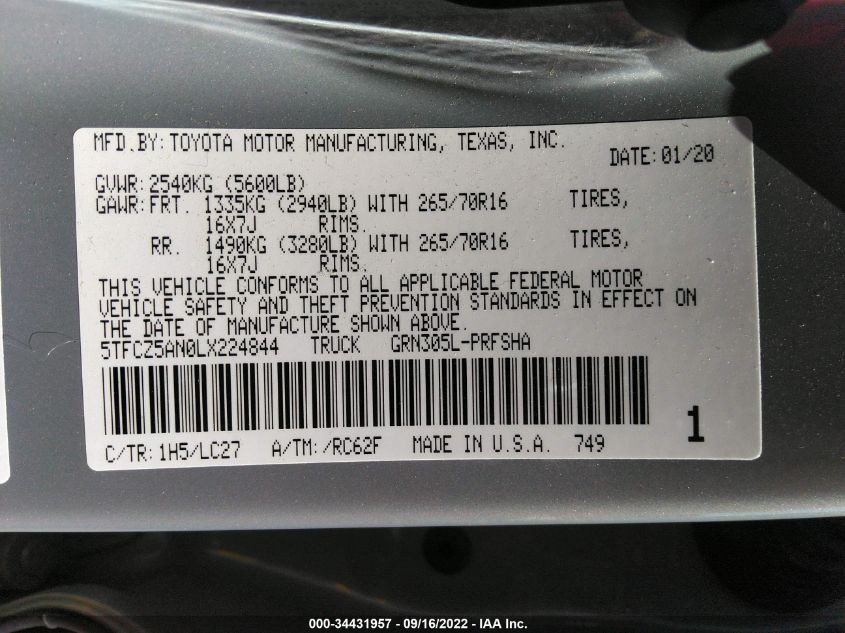 MFD.BY:TOYOTA MOTOR MANUFACTURING, TEXAS, INC.
DATE:01/20
GVWR:2540KG (5600LB)
GAWR:FRT. 1335KG (2940LB) WITH 265/70R16 TIRES,
16X7J RIMS.
RR. 1490KG (3280LB) WITH 265/70R16 TIRES,
16X7J RIMS.
THIS VEHICLE CONFORMS TO ALL APPLICABLE FEDERAL MOTOR
VEHICLE SAFETY AND THEFT PREVENTION STANDARDS IN EFFECT ON
THE DATE OF MANUFACTURE SHOWN ABOVE.
5TFCZ5AN0LX224844 TRUCK GRN305L-PRFSHA
1
C/TR:1H5/LC27 A/TM:/RC62F MADE IN U.S.A. 749
000-34431957 - 09/16/2022 - IAA Inc.